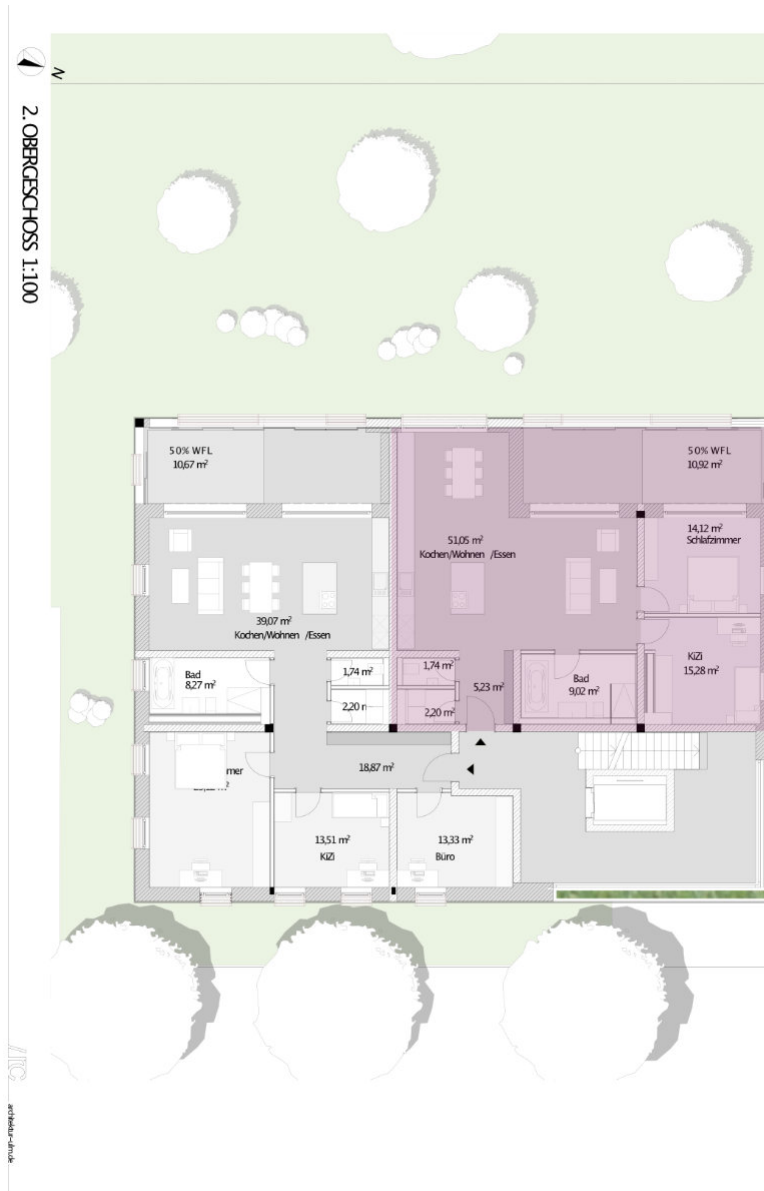 N
2. OBERGESCHOSS 1:100
50% WFL
10,67 m²
50% WFL
10,92 m²
51,05 m²
Kochen/Wohnen /Essen
14,12 m²
Schlafzimmer
39,07 m²
Kochen/Wohnen /Essen
KiZi
15,28 m²
Bad
8,27 m²
1,74 m²
2,20
1,74 m²
2,20 m²
5,23 m²
Bad
9,02 m²
mer
m²
18,87 m²
13,51 m²
KiZi
13,33 m²
Büro
architektur-ulm.de